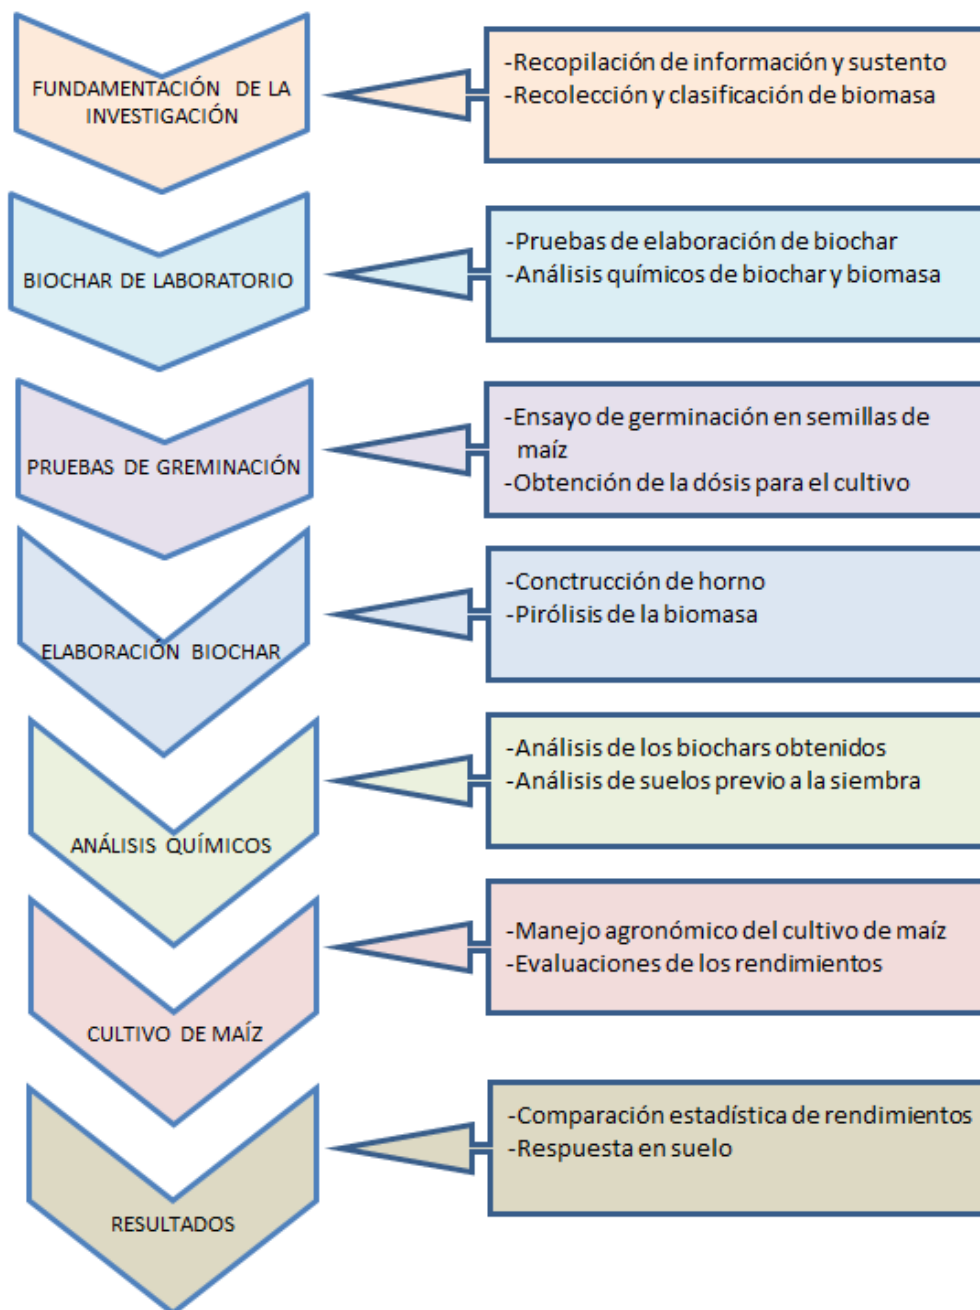 FUNDAMENTACIÓN DE LA
INVESTIGACIÓN
-Recopilación de información y sustento
-Recolección y clasificación de biomasa
BIOCHAR DE LABORATORIO
-Pruebas de elaboración de biochar
-Análisis químicos de biochar y biomasa
PRUEBAS DE GREMINACIÓN
-Ensayo de germinación en semillas de
maíz
-Obtención de la dósis para el cultivo
ELABORACIÓN BIOCHAR
-Conctrucción de horno
-Pirólisis de la biomasa
ANÁLISIS QUÍMICOS
-Análisis de los biochars obtenidos
-Análisis de suelos previo a la siembra
CULTIVO DE MAÍZ
-Manejo agronómico del cultivo de maíz
-Evaluaciones de los rendimientos
RESULTADOS
-Comparación estadística de rendimientos
-Respuesta en suelo